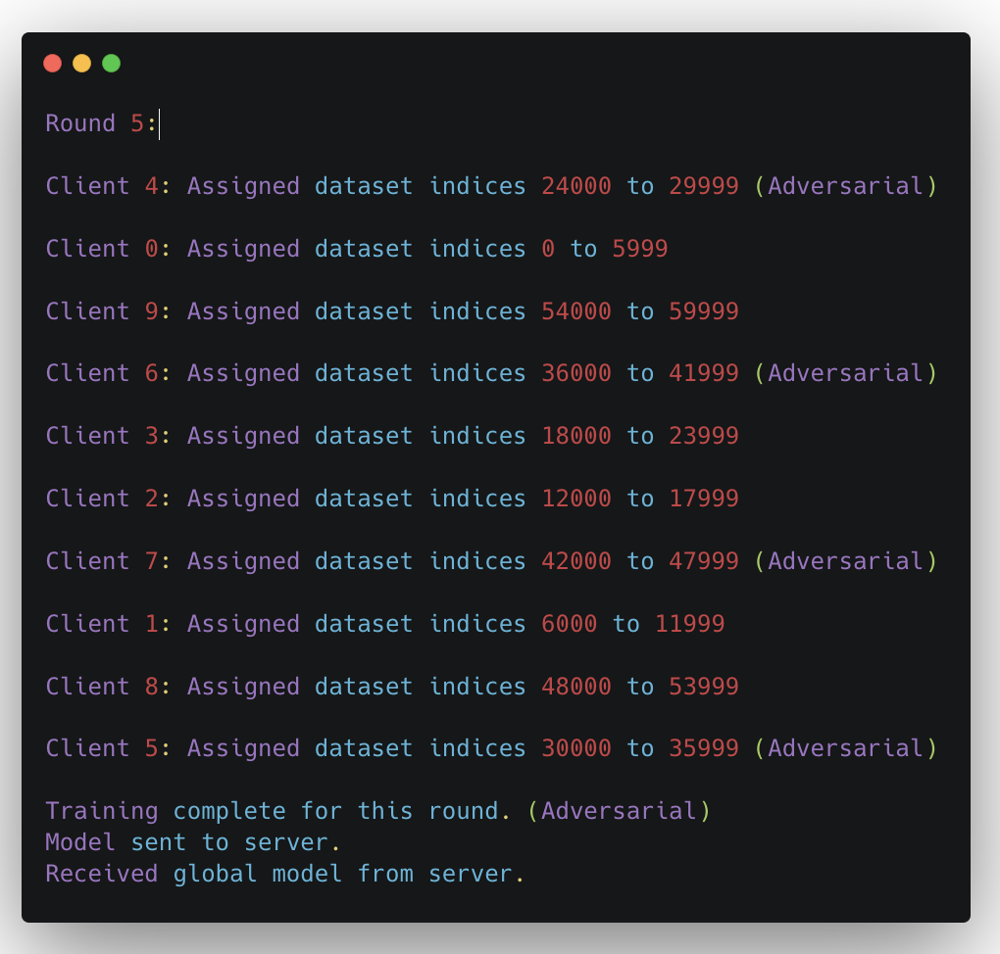 Round 5:
Client 4: Assigned dataset indices 24000 to 29999 (Adversarial)
Client 0: Assigned dataset indices 0 to 5999
Client 9: Assigned dataset indices 54000 to 59999
Client 6: Assigned dataset indices 36000 to 41999 (Adversarial)
Client 3: Assigned dataset indices 18000 to 23999
Client 2: Assigned dataset indices 12000 to 17999
Client 7: Assigned dataset indices 42000 to 47999 (Adversarial)
Client 1: Assigned dataset indices 6000 to 11999
Client 8: Assigned dataset indices 48000 to 53999
Client 5: Assigned dataset indices 30000 to 35999 (Adversarial)
Training complete for this round. (Adversarial)
Model sent to server.
Received global model from server.